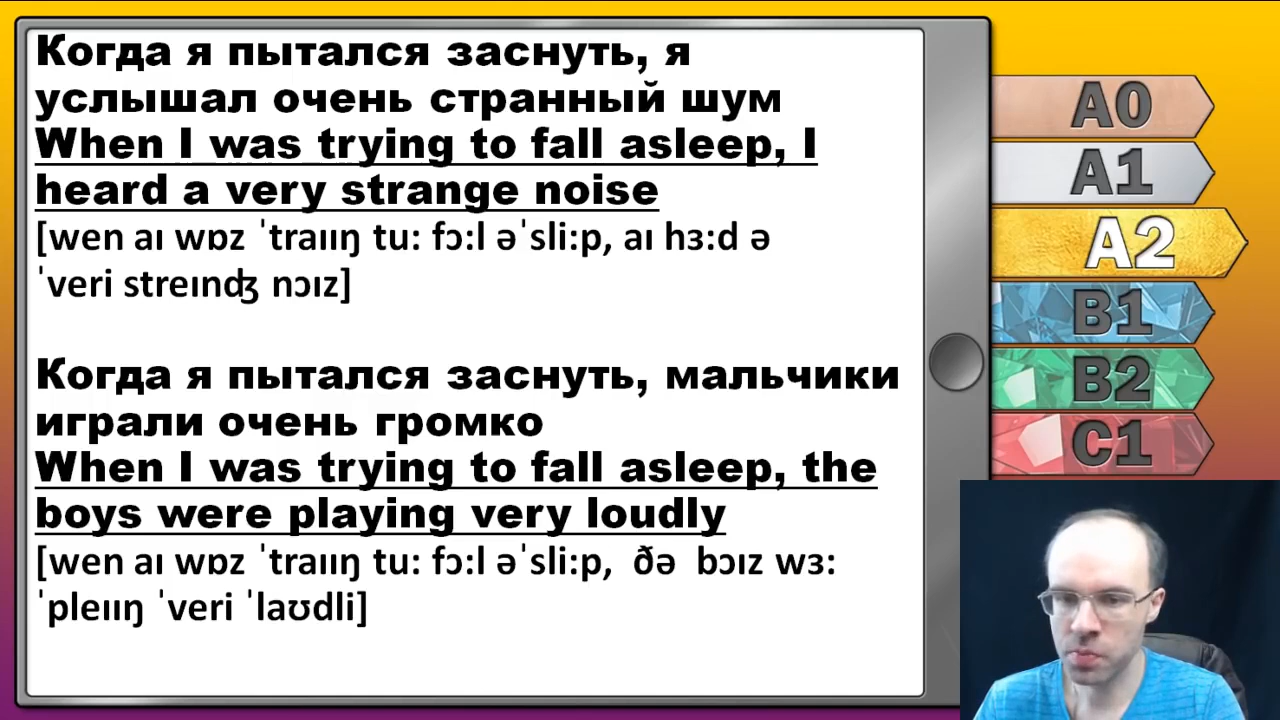 Когда я пытался заснуть, я
услышал очень странный шум
When I was trying to fall asleep, I
heard a very strange noise
[wen aɪ wɒz ˈtraɪɪŋ tu: fɔ:l əˈsli:p, aɪ hɜ:d ə
ˈveri streɪnʤ nɔɪz]
Когда я пытался заснуть, мальчики
играли очень громко
When I was trying to fall asleep, the
boys were playing very loudly
[wen aɪ wɒz ˈtraɪɪŋ tu: fɔ:l əˈsli:p, ðə bɔɪz wɜ:
ˈpleɪɪŋ ˈveri ˈlaʊdli]
A0
A1
A2
B1
B2
C1